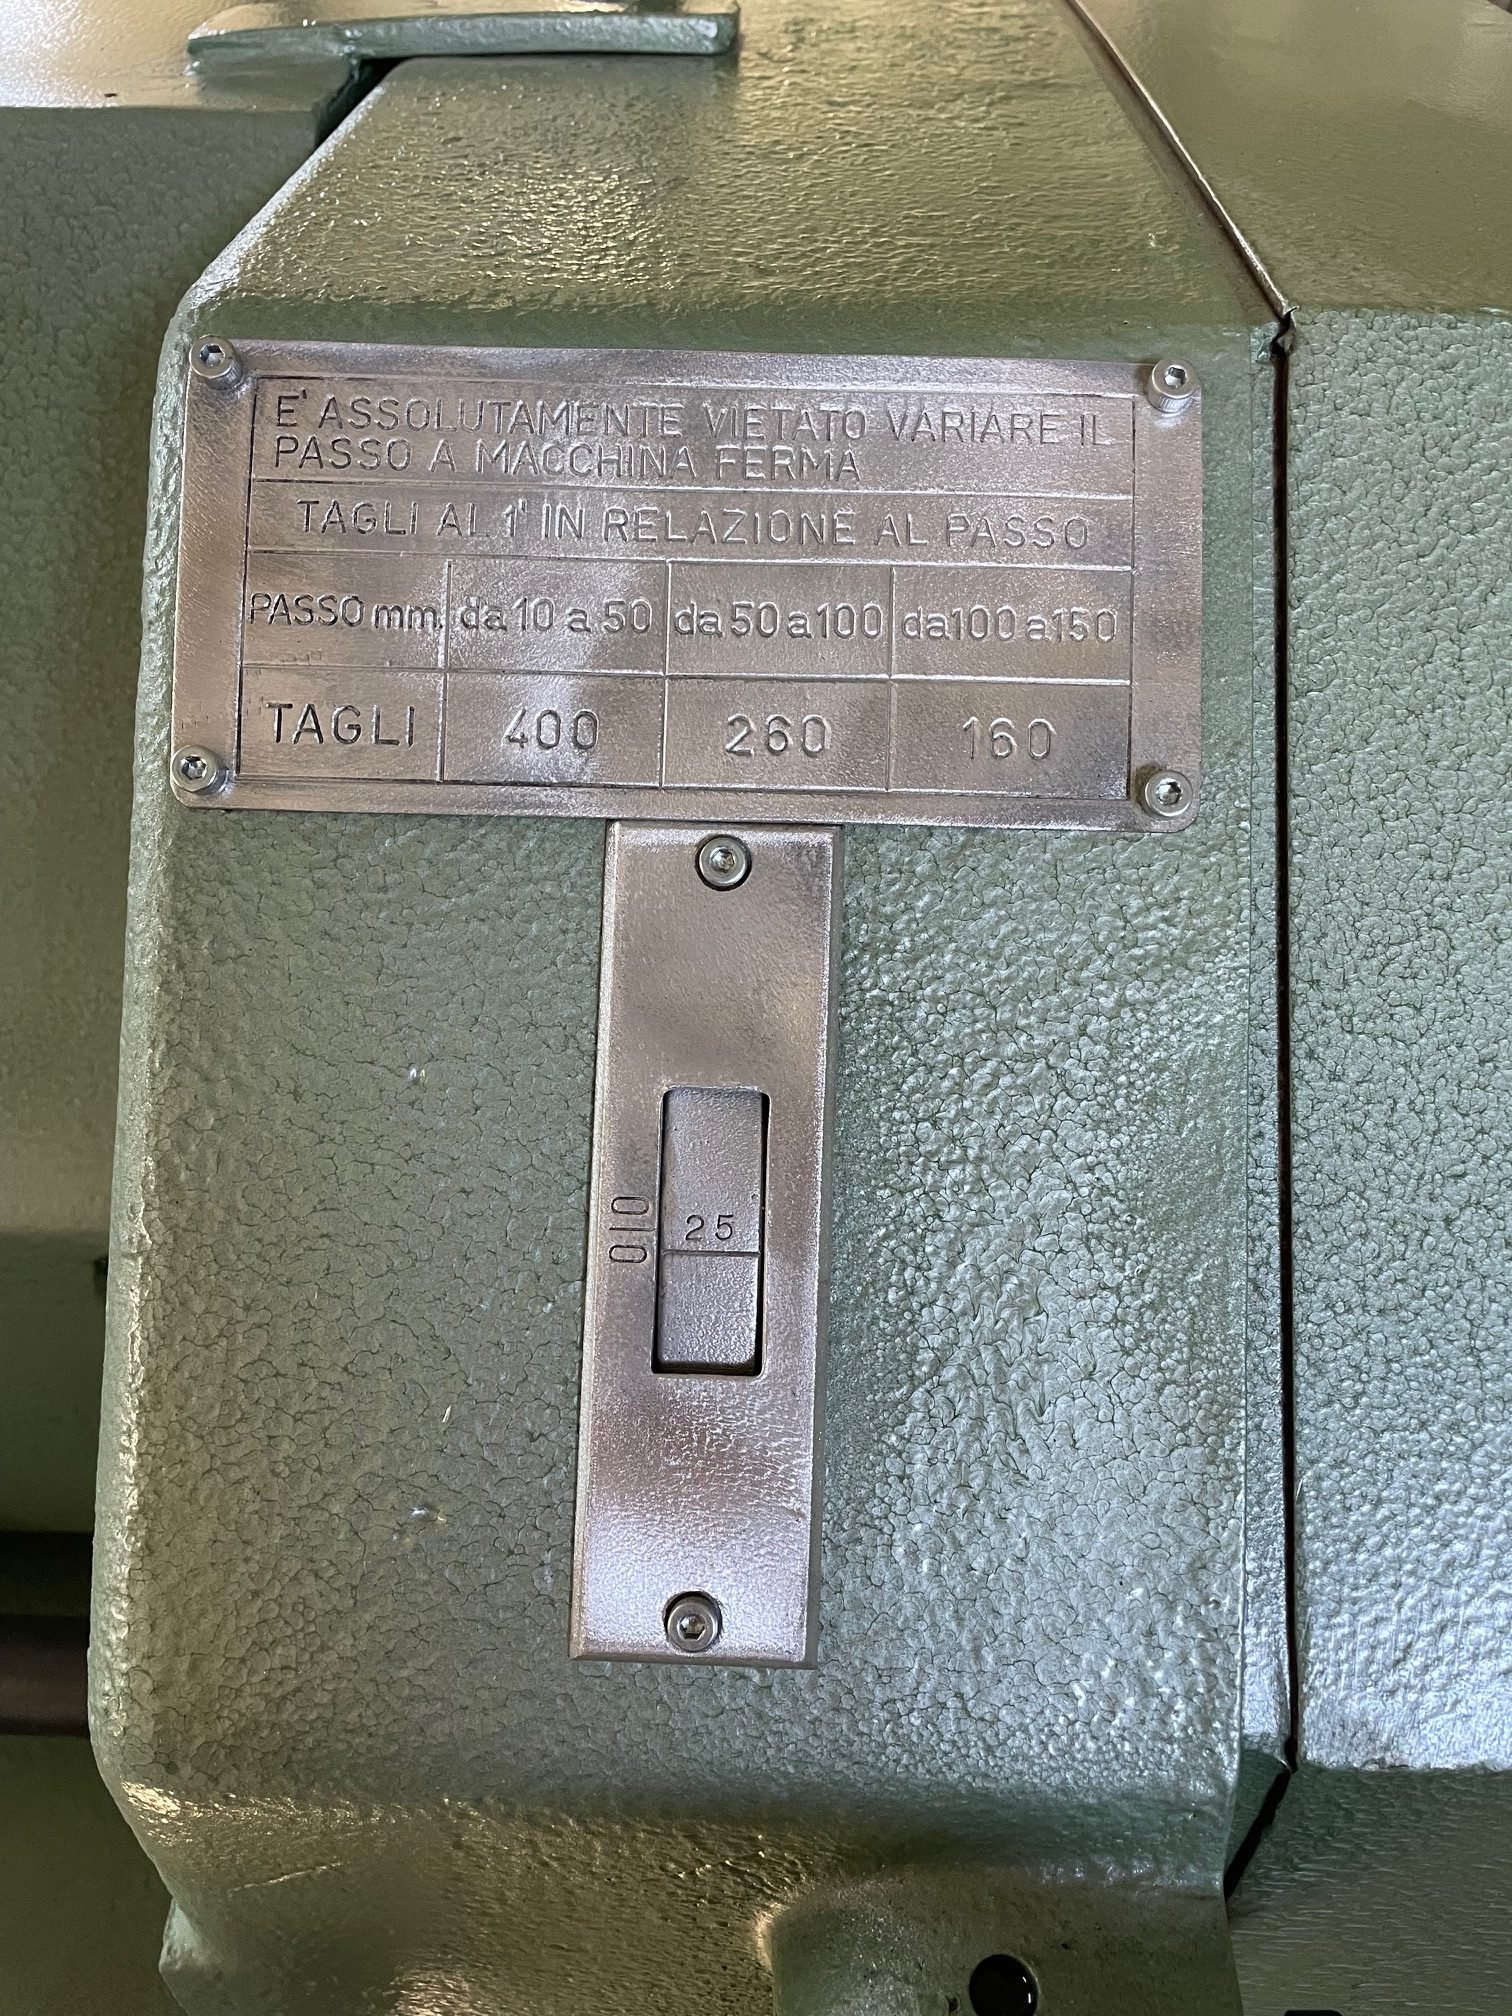 E' ASSOLUTAMENTE VIETATO VARIARE IL
PASSO A MACCHINA FERMA
TAGLI AL 1' IN RELAZIONE AL PASSO
PASSO mm. da 10 a 50 da 50 a 100 da 100 a 150
TAGLI 400 260 160
010
25